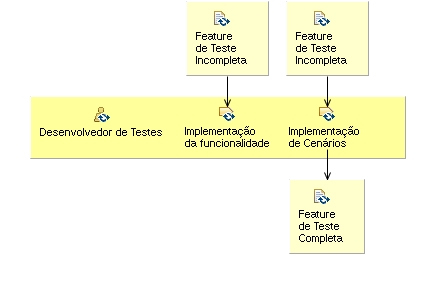 Feature
de Teste
Incompleta
Feature
de Teste
Incompleta
Desenvolvedor de Testes
Implementação
da funcionalidade
Implementação
de Cenários
Feature
de Teste
Completa